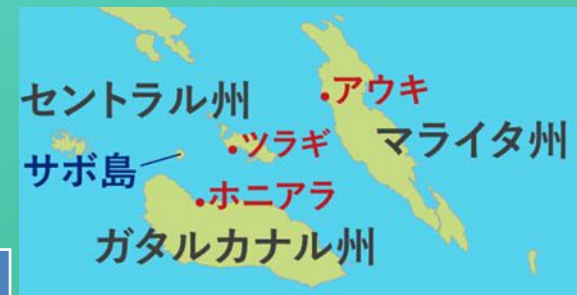 セントラル州
・アウキ
・ツラギ
マライタ州
サボ島
・ホニアラ
ガタルカナル州